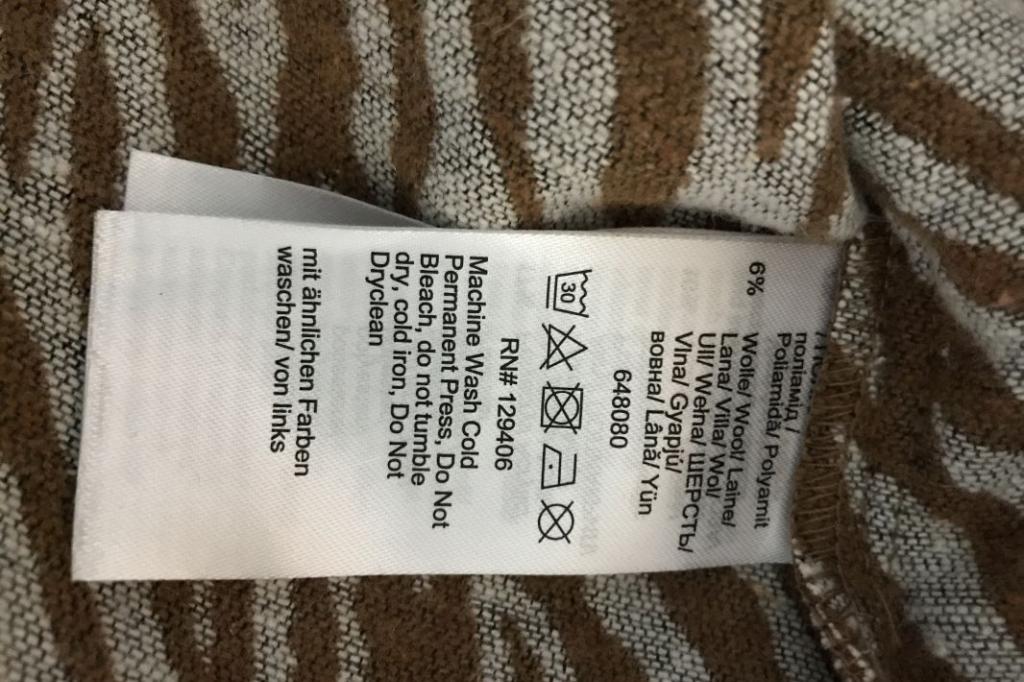 поліамід /
Poliamidă/ Polyamit
6% Wolle/ Wool/ Laine/
Lana/ Villa/ Wol/
Ull/ Wełna/ ШЕРСТЬ/
Vlna/ Gyapjú/
вовна/ Lână/ Yün
648080
30
RN# 129406
Machine Wash Cold
Permanent Press, Do Not
Bleach, do not tumble
dry, cold iron, Do Not
Dryclean
mit ähnlichen Farben
waschen/ von links